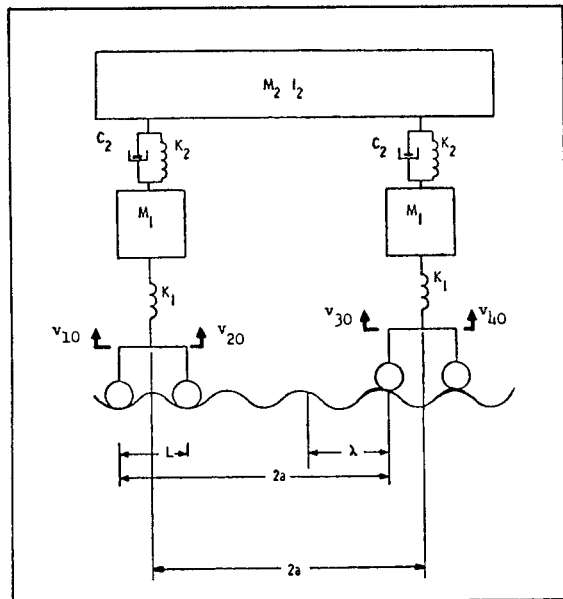 M₂ I₂
C₂ K₂ C₂ K₂
M₁ M₁
K₁ K₁
v₁₀ v₂₀ v₃₀ v₄₀
L λ
2a
2a